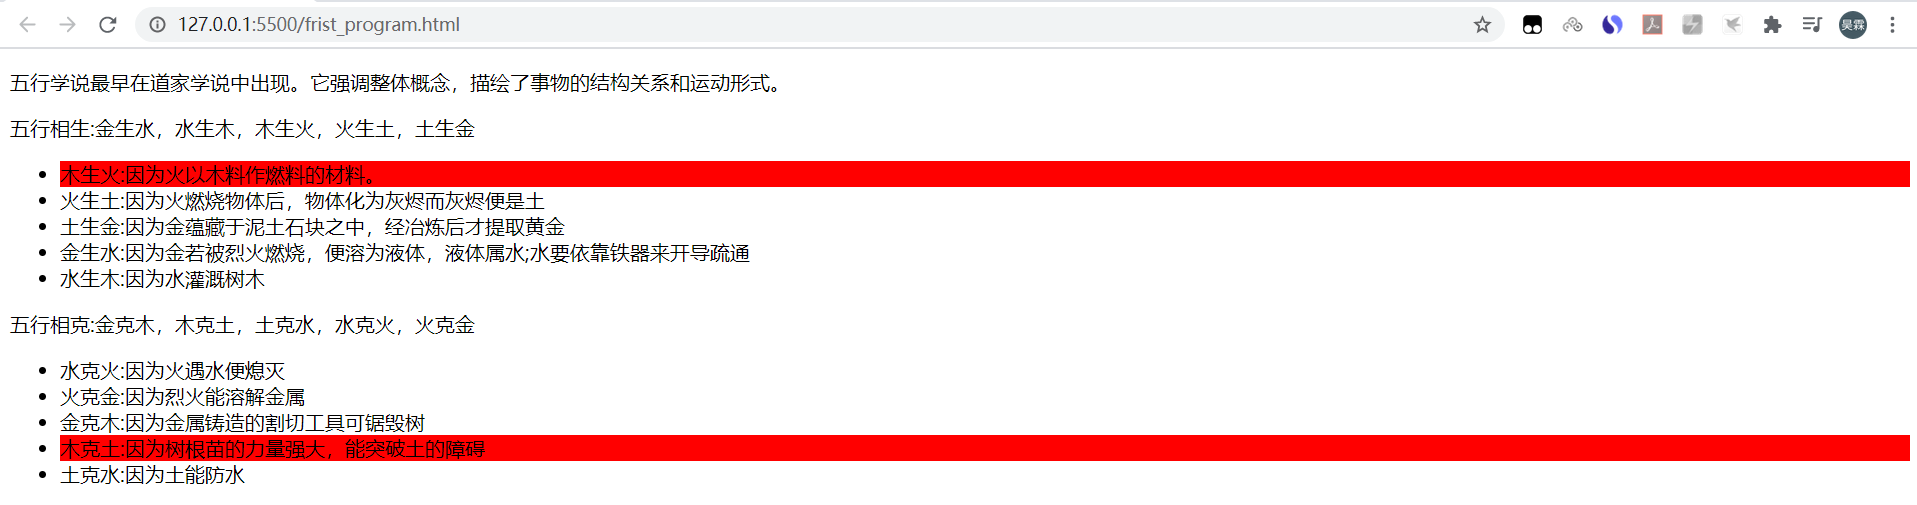 127.0.0.1:5500/frist_program.html
昊霖
五行学说最早在道家学说中出现。它强调整体概念，描绘了事物的结构关系和运动形式。
五行相生:金生水，水生木，木生火，火生土，土生金
木生火:因为火以木料作燃料的材料。
火生土:因为火燃烧物体后，物体化为灰烬而灰烬便是土
土生金:因为金蕴藏于泥土石块之中，经冶炼后才提取黄金
金生水:因为金若被烈火燃烧，便溶为液体，液体属水;水要依靠铁器来开导疏通
水生木:因为水灌溉树木
五行相克:金克木，木克土，土克水，水克火，火克金
水克火:因为火遇水便熄灭
火克金:因为烈火能溶解金属
金克木:因为金属铸造的割切工具可锯毁树
木克土:因为树根苗的力量强大，能突破土的障碍
土克水:因为土能防水